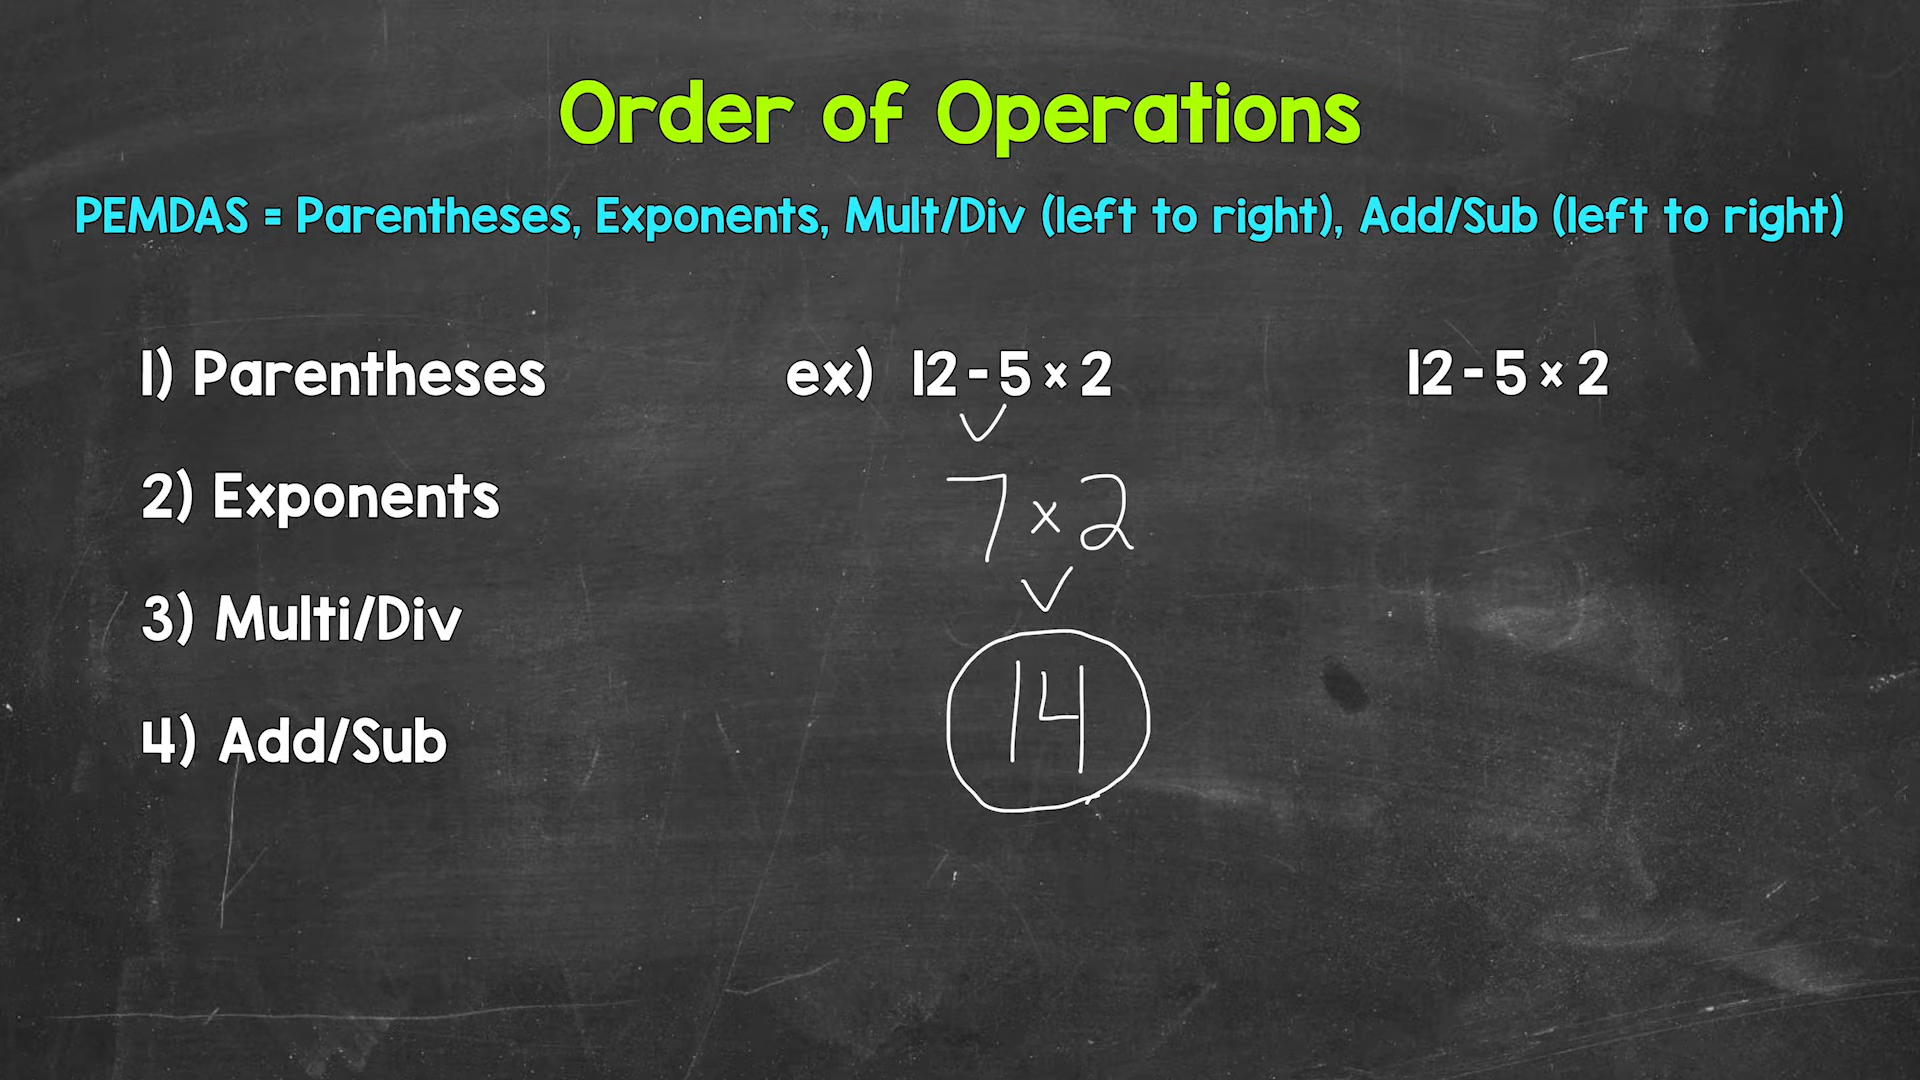 Order of Operations
PEMDAS = Parentheses, Exponents, Mult/Div (left to right), Add/Sub (left to right)
1) Parentheses
2) Exponents
3) Multi/Div
4) Add/Sub
ex) 12 - 5 × 2
7 × 2
14
12 - 5 × 2